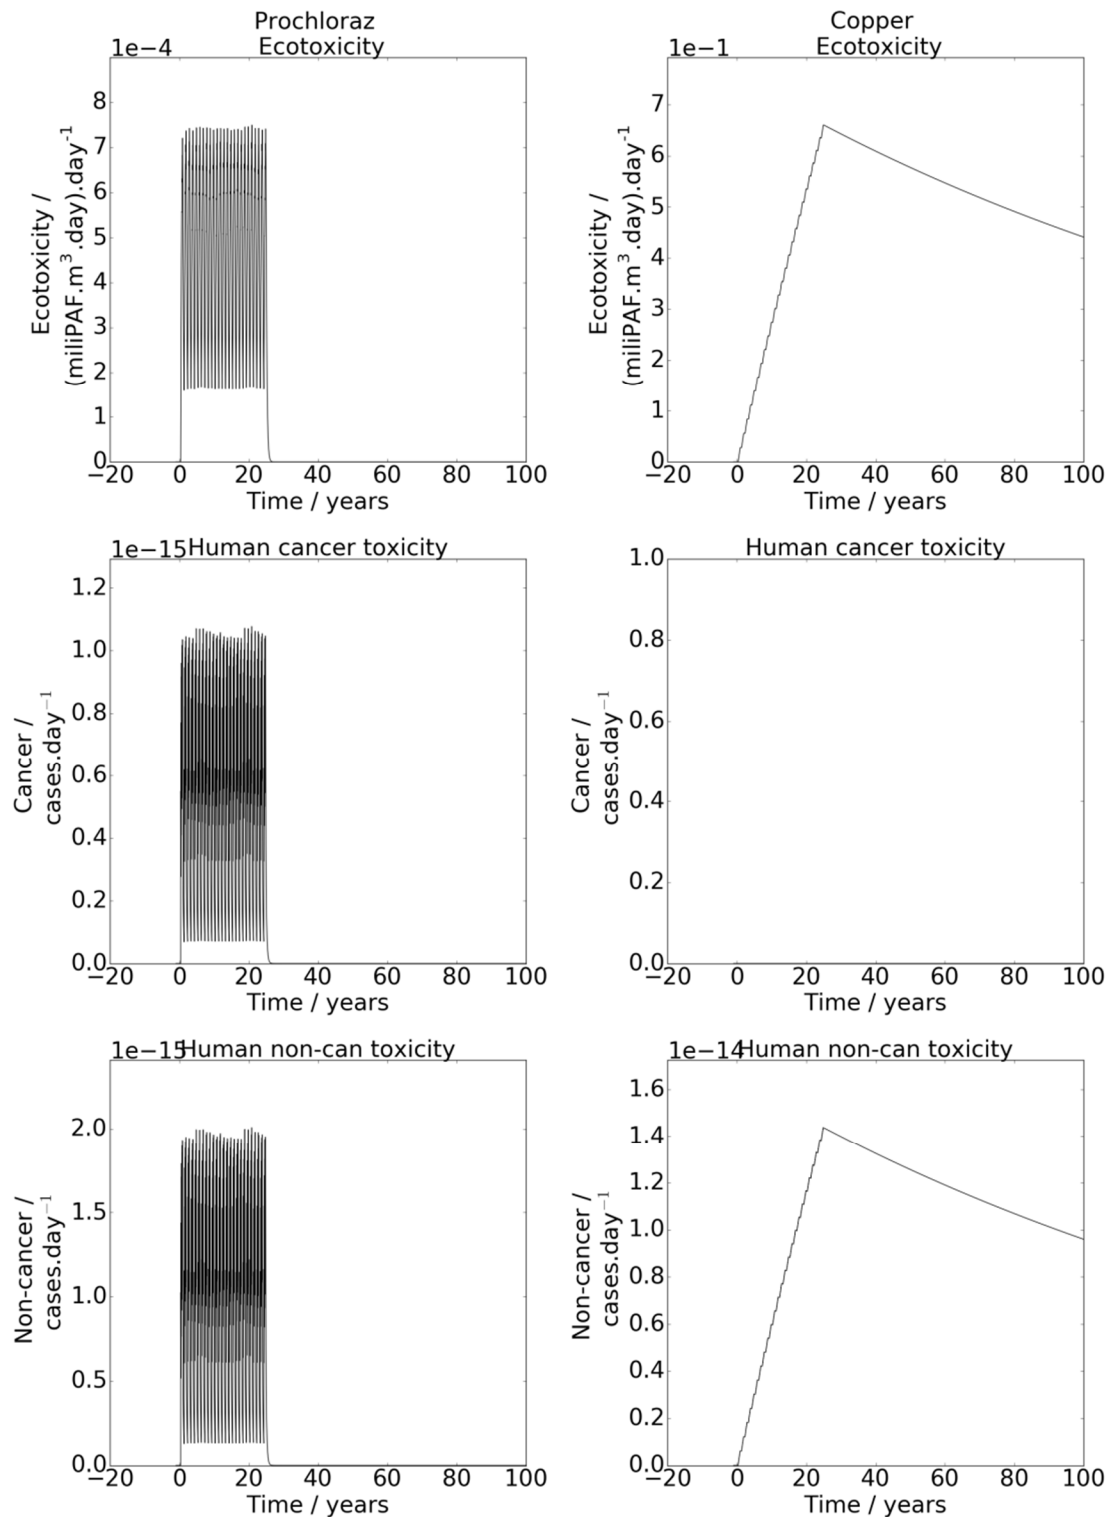 Prochloraz
Ecotoxicity
1e−4
Ecotoxicity /
(miliPAF.m³.day).day⁻¹
8
7
6
5
4
3
2
1
0
−20 0 20 40 60 80 100
Time / years
Copper
Ecotoxicity
1e−1
Ecotoxicity /
(miliPAF.m³.day).day⁻¹
7
6
5
4
3
2
1
0
−20 0 20 40 60 80 100
Time / years
1e−15
Human cancer toxicity
Cancer /
cases.day⁻¹
1.2
1.0
0.8
0.6
0.4
0.2
0.0
−20 0 20 40 60 80 100
Time / years
Human cancer toxicity
Cancer /
cases.day⁻¹
1.0
0.8
0.6
0.4
0.2
0.0
−20 0 20 40 60 80 100
Time / years
1e−15
Human non-can toxicity
Non-cancer /
cases.day⁻¹
2.0
1.5
1.0
0.5
0.0
−20 0 20 40 60 80 100
Time / years
1e−14
Human non-can toxicity
Non-cancer /
cases.day⁻¹
1.6
1.4
1.2
1.0
0.8
0.6
0.4
0.2
0.0
−20 0 20 40 60 80 100
Time / years